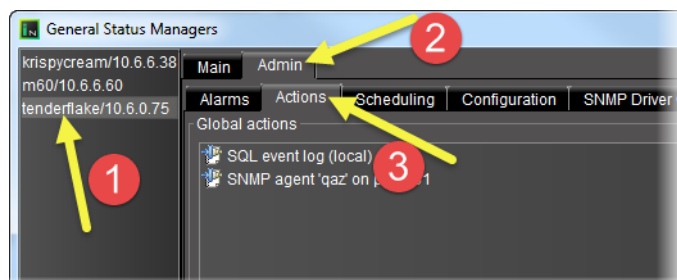 General Status Managers
2
krispycream/10.6.6.38
Main Admin
m60/10.6.6.60
tenderflake/10.6.0.75
Alarms Actions Scheduling Configuration SNMP Driver
Global actions
SQL event log (local)
3
SNMP agent 'qaz' on
1